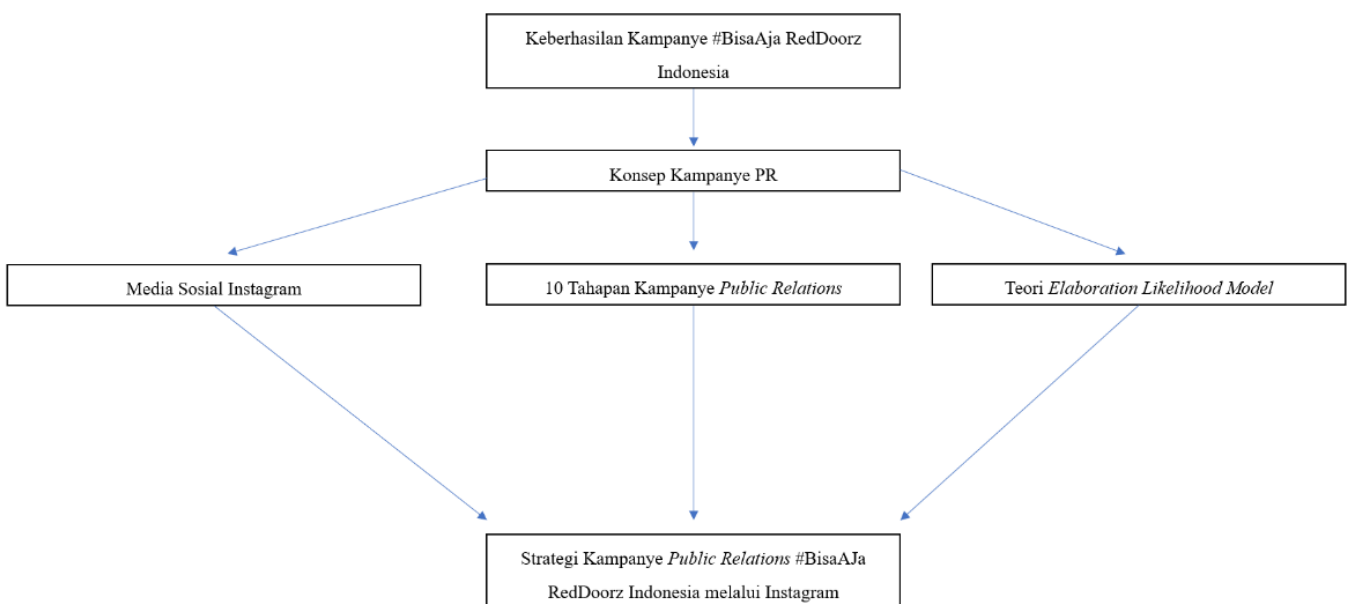 Keberhasilan Kampanye #BisaAja RedDoorz
Indonesia
Konsep Kampanye PR
Media Sosial Instagram
10 Tahapan Kampanye Public Relations
Teori Elaboration Likelihood Model
Strategi Kampanye Public Relations #BisaAJa
RedDoorz Indonesia melalui Instagram